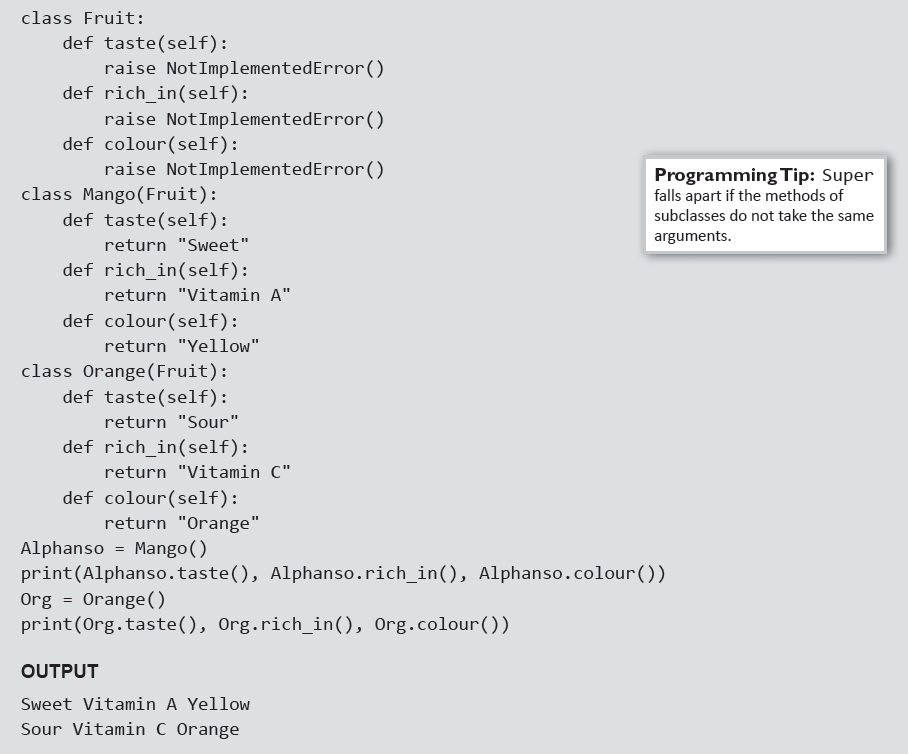 class Fruit:
    def taste(self):
        raise NotImplementedError()
    def rich_in(self):
        raise NotImplementedError()
    def colour(self):
        raise NotImplementedError()
class Mango(Fruit):
    def taste(self):
        return "Sweet"
    def rich_in(self):
        return "Vitamin A"
    def colour(self):
        return "Yellow"
class Orange(Fruit):
    def taste(self):
        return "Sour"
    def rich_in(self):
        return "Vitamin C"
    def colour(self):
        return "Orange"
Alphanso = Mango()
print(Alphanso.taste(), Alphanso.rich_in(), Alphanso.colour())
Org = Orange()
print(Org.taste(), Org.rich_in(), Org.colour())
OUTPUT
Sweet Vitamin A Yellow
Sour Vitamin C Orange
Programming Tip: Super
falls apart if the methods of
subclasses do not take the same
arguments.